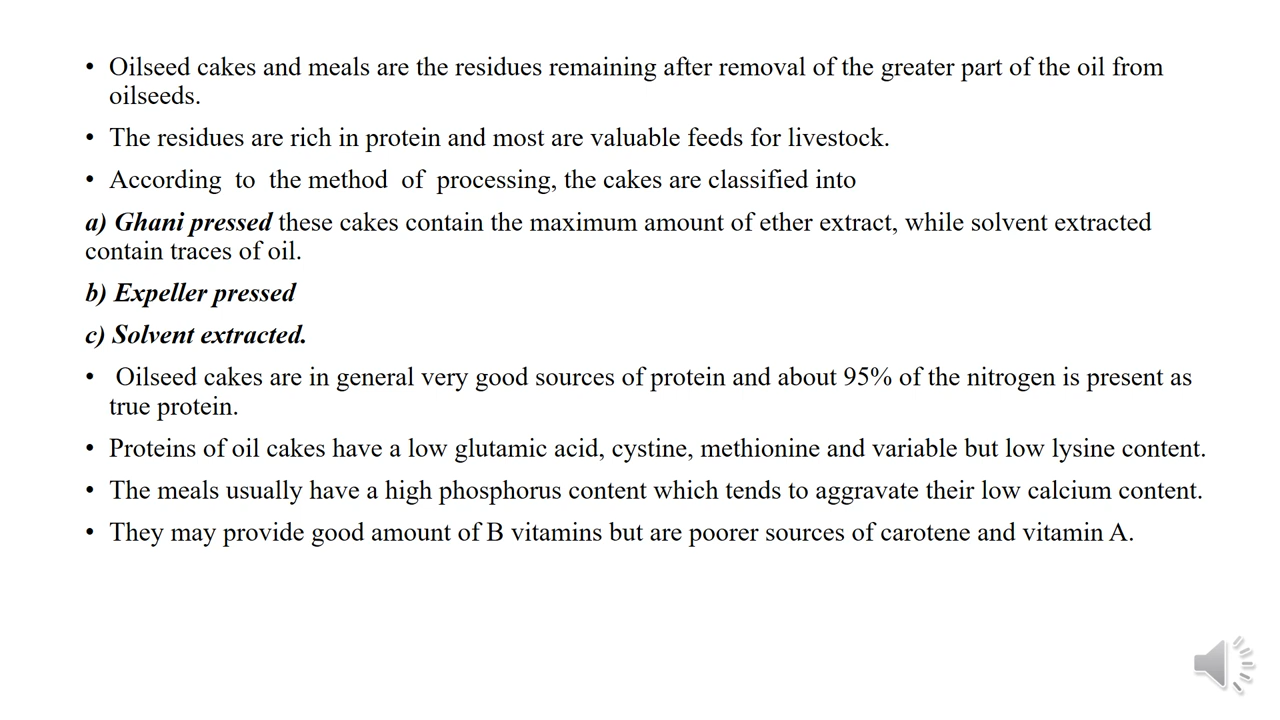 • Oilseed cakes and meals are the residues remaining after removal of the greater part of the oil from
oilseeds.
• The residues are rich in protein and most are valuable feeds for livestock.
• According to the method of processing, the cakes are classified into
a) Ghani pressed these cakes contain the maximum amount of ether extract, while solvent extracted
contain traces of oil.
b) Expeller pressed
c) Solvent extracted.
• Oilseed cakes are in general very good sources of protein and about 95% of the nitrogen is present as
true protein.
• Proteins of oil cakes have a low glutamic acid, cystine, methionine and variable but low lysine content.
• The meals usually have a high phosphorus content which tends to aggravate their low calcium content.
• They may provide good amount of B vitamins but are poorer sources of carotene and vitamin A.